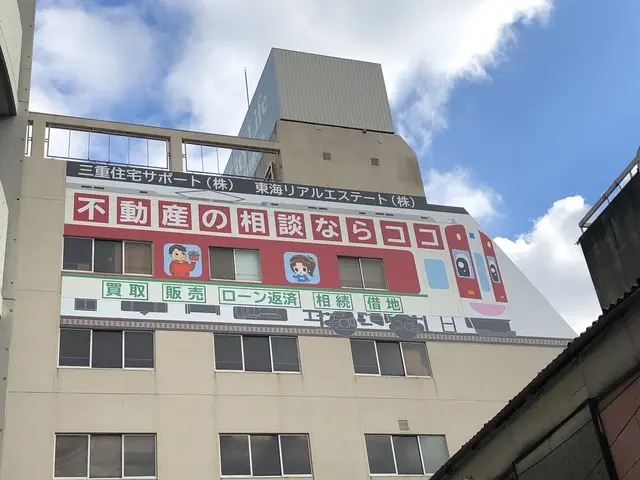 三重住宅サポート(株) 東海リアルエステート(株)
不動産の相談ならココ
買取 販売 ローン返済 相続 借地